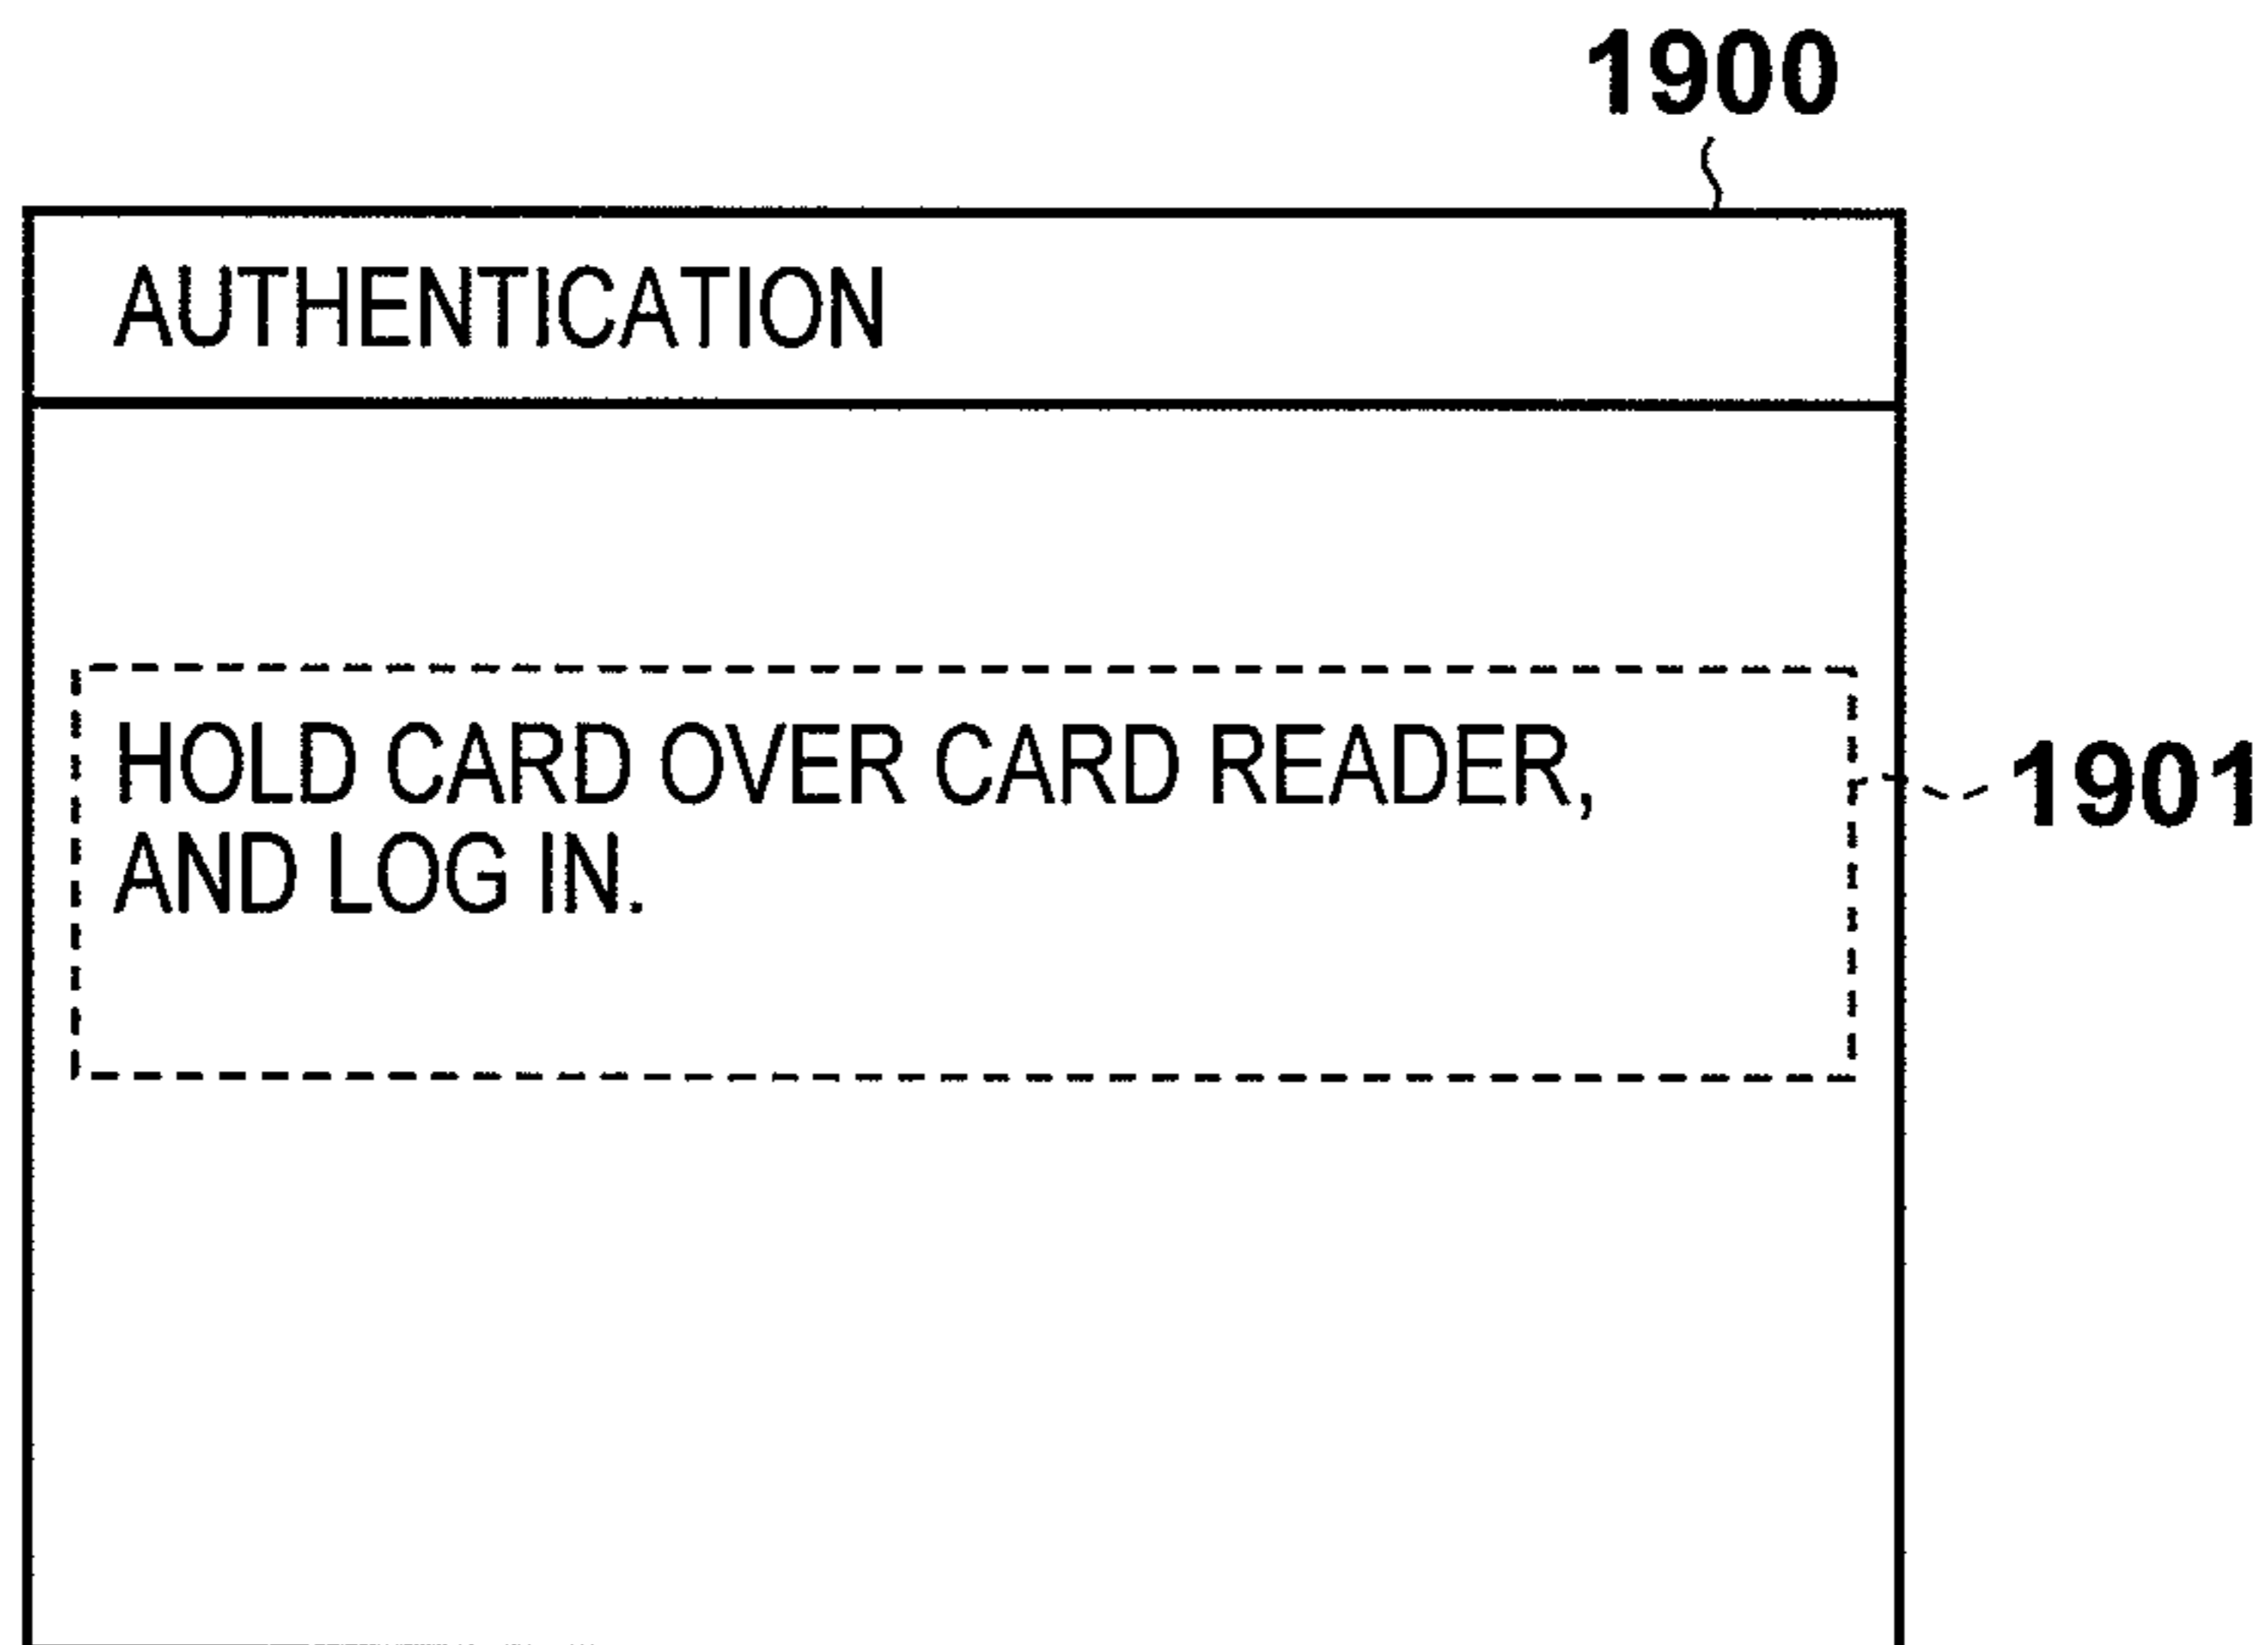 1900
AUTHENTICATION
HOLD CARD OVER CARD READER,
1901
AND LOG IN.